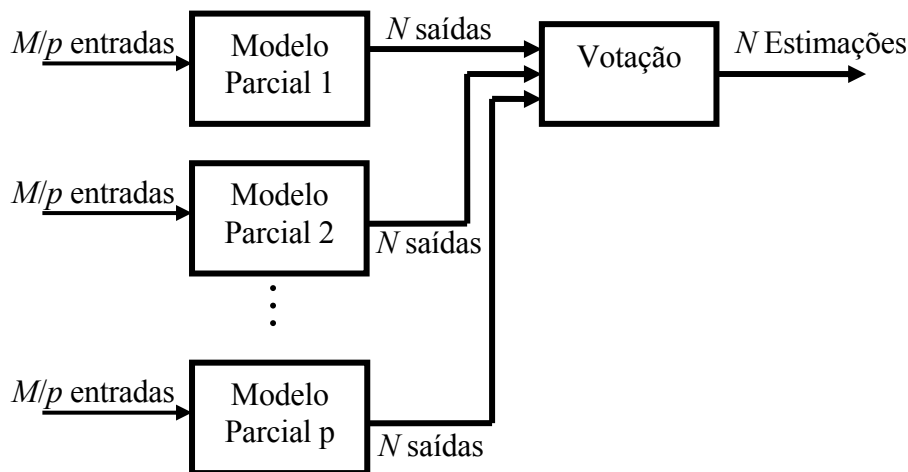 M/p entradas
Modelo
Parcial 1
N saídas
Votação
N Estimações
M/p entradas
Modelo
Parcial 2
N saídas
M/p entradas
Modelo
Parcial p
N saídas